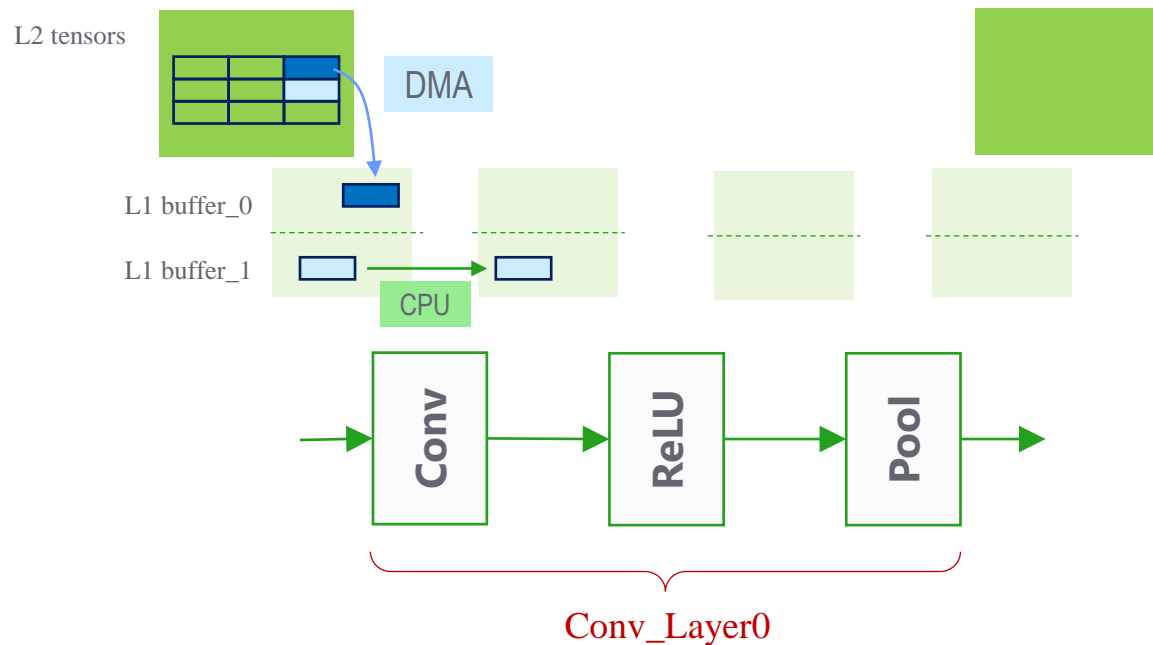 L2 tensors
DMA
L1 buffer_0
L1 buffer_1
CPU
Conv
ReLU
Pool
Conv_Layer0